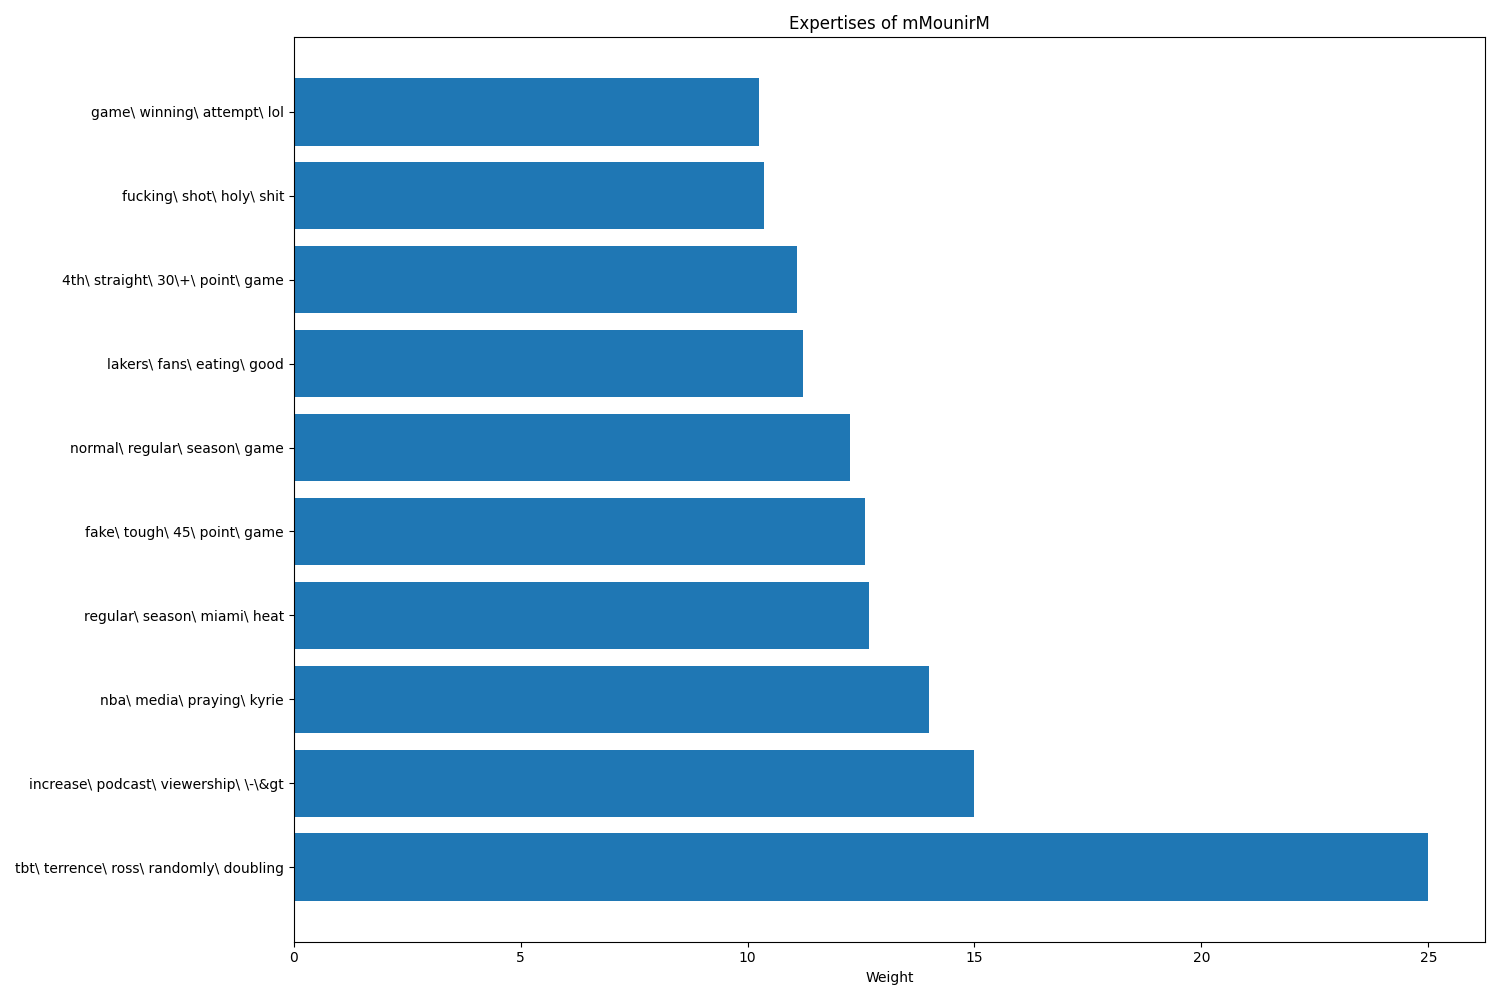 Expertises of mMounirM
game\ winning\ attempt\ lol
fucking\ shot\ holy\ shit
4th\ straight\ 30\+\ point\ game
lakers\ fans\ eating\ good
normal\ regular\ season\ game
fake\ tough\ 45\ point\ game
regular\ season\ miami\ heat
nba\ media\ praying\ kyrie
increase\ podcast\ viewership\ \-\&gt
tbt\ terrence\ ross\ randomly\ doubling
0 5 10 15 20 25
Weight